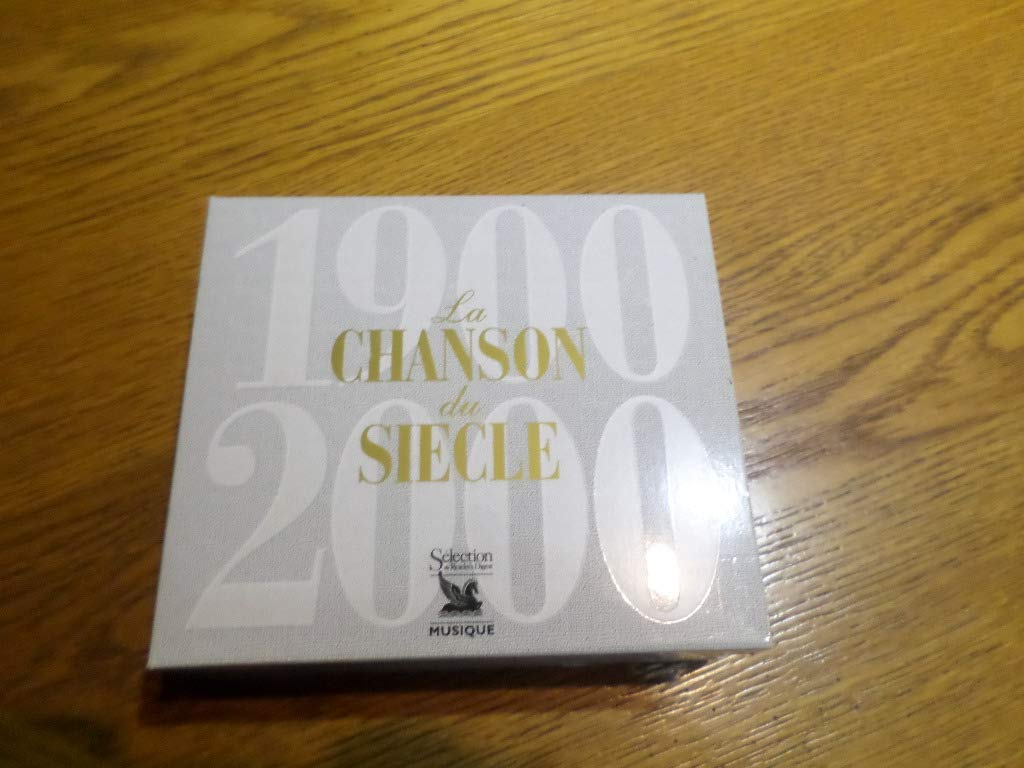 1900
2000
La
CHANSON
du
SIECLE
Sélection
du Reader's Digest
MUSIQUE